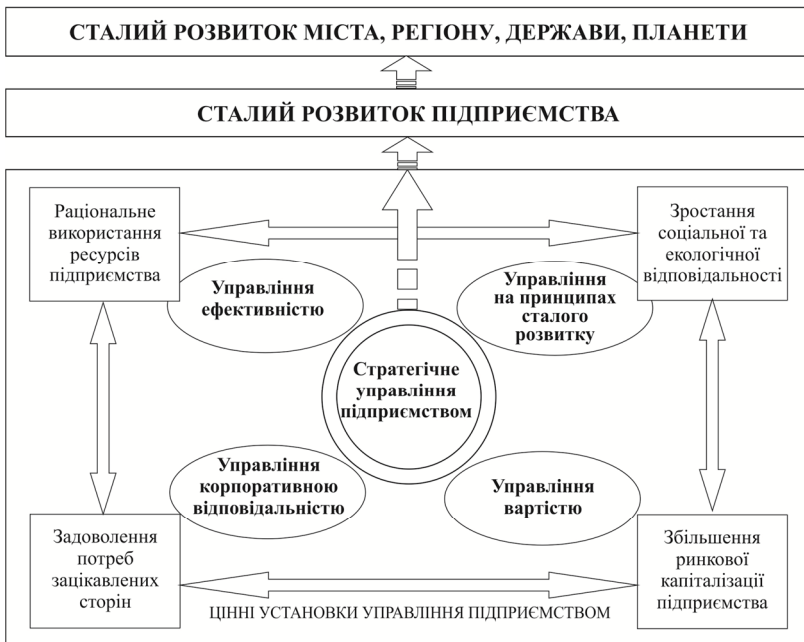 СТАЛИЙ РОЗВИТОК МІСТА, РЕГІОНУ, ДЕРЖАВИ, ПЛАНЕТИ
СТАЛИЙ РОЗВИТОК ПІДПРИЄМСТВА
Раціональне
використання
ресурсів
підприємства
Зростання
соціальної та
екологічної
відповідальності
Управління
ефективністю
Управління
на принципах
сталого
розвитку
Стратегічне
управління
підприємством
Управління
корпоративною
відповідальністю
Управління
вартістю
Задоволення
потреб
зацікавлених
сторін
Збільшення
ринкової
капіталізації
підприємства
ЦІННІ УСТАНОВКИ УПРАВЛІННЯ ПІДПРИЄМСТВОМ